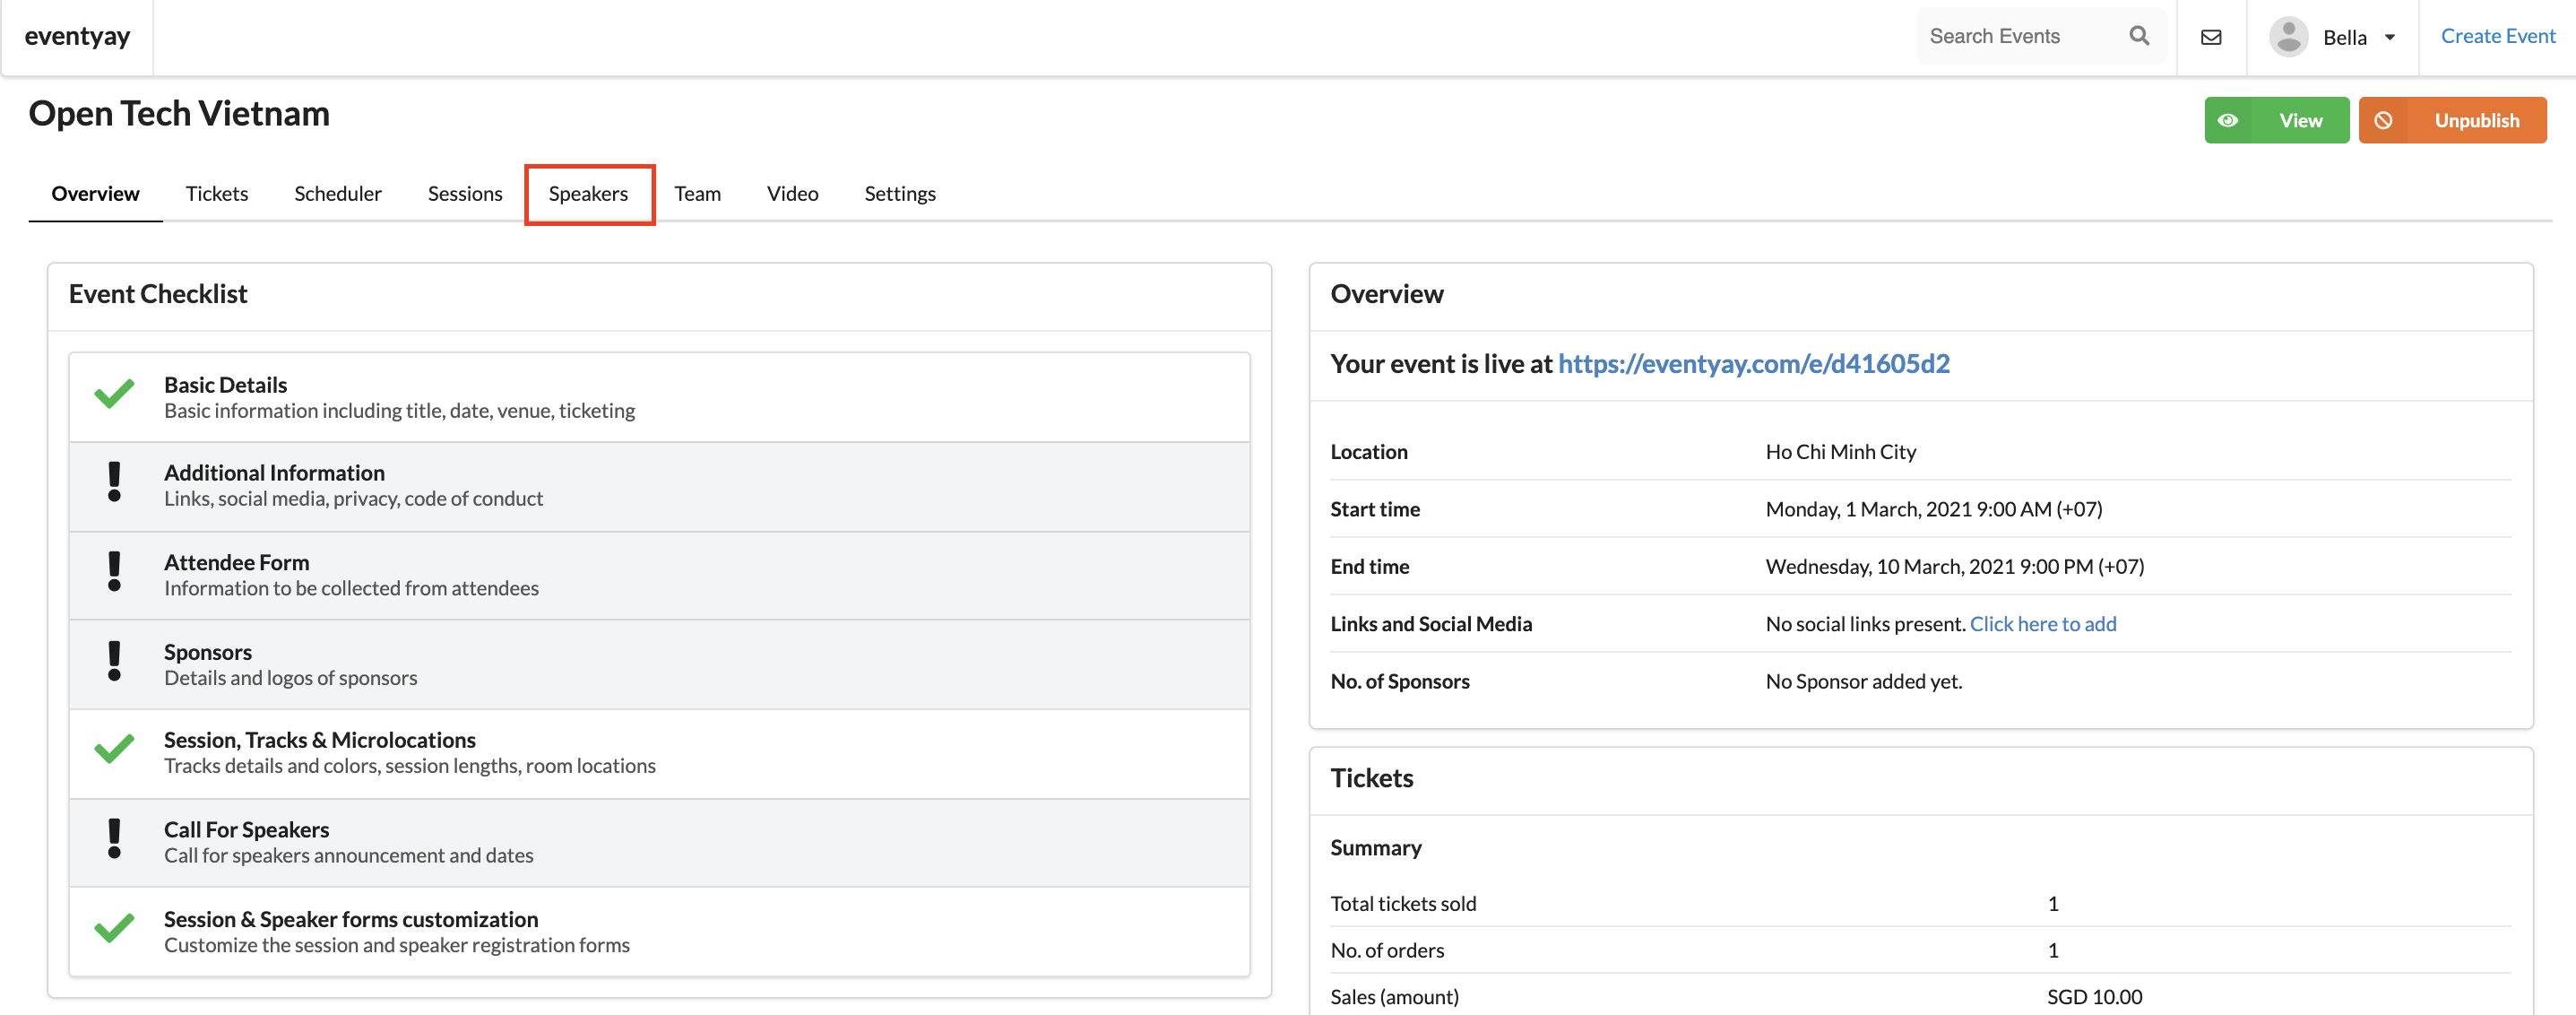 eventyay
Search Events
Bella
Create Event
Open Tech Vietnam
View
Unpublish
Overview
Tickets
Scheduler
Sessions
Speakers
Team
Video
Settings
Event Checklist
Basic Details
Basic information including title, date, venue, ticketing
Additional Information
Links, social media, privacy, code of conduct
Attendee Form
Information to be collected from attendees
Sponsors
Details and logos of sponsors
Session, Tracks & Microlocations
Tracks details and colors, session lengths, room locations
Call For Speakers
Call for speakers announcement and dates
Session & Speaker forms customization
Customize the session and speaker registration forms
Overview
Your event is live at https://eventyay.com/e/d41605d2
Location Ho Chi Minh City
Start time Monday, 1 March, 2021 9:00 AM (+07)
End time Wednesday, 10 March, 2021 9:00 PM (+07)
Links and Social Media No social links present. Click here to add
No. of Sponsors No Sponsor added yet.
Tickets
Summary
Total tickets sold 1
No. of orders 1
Sales (amount) SGD 10.00